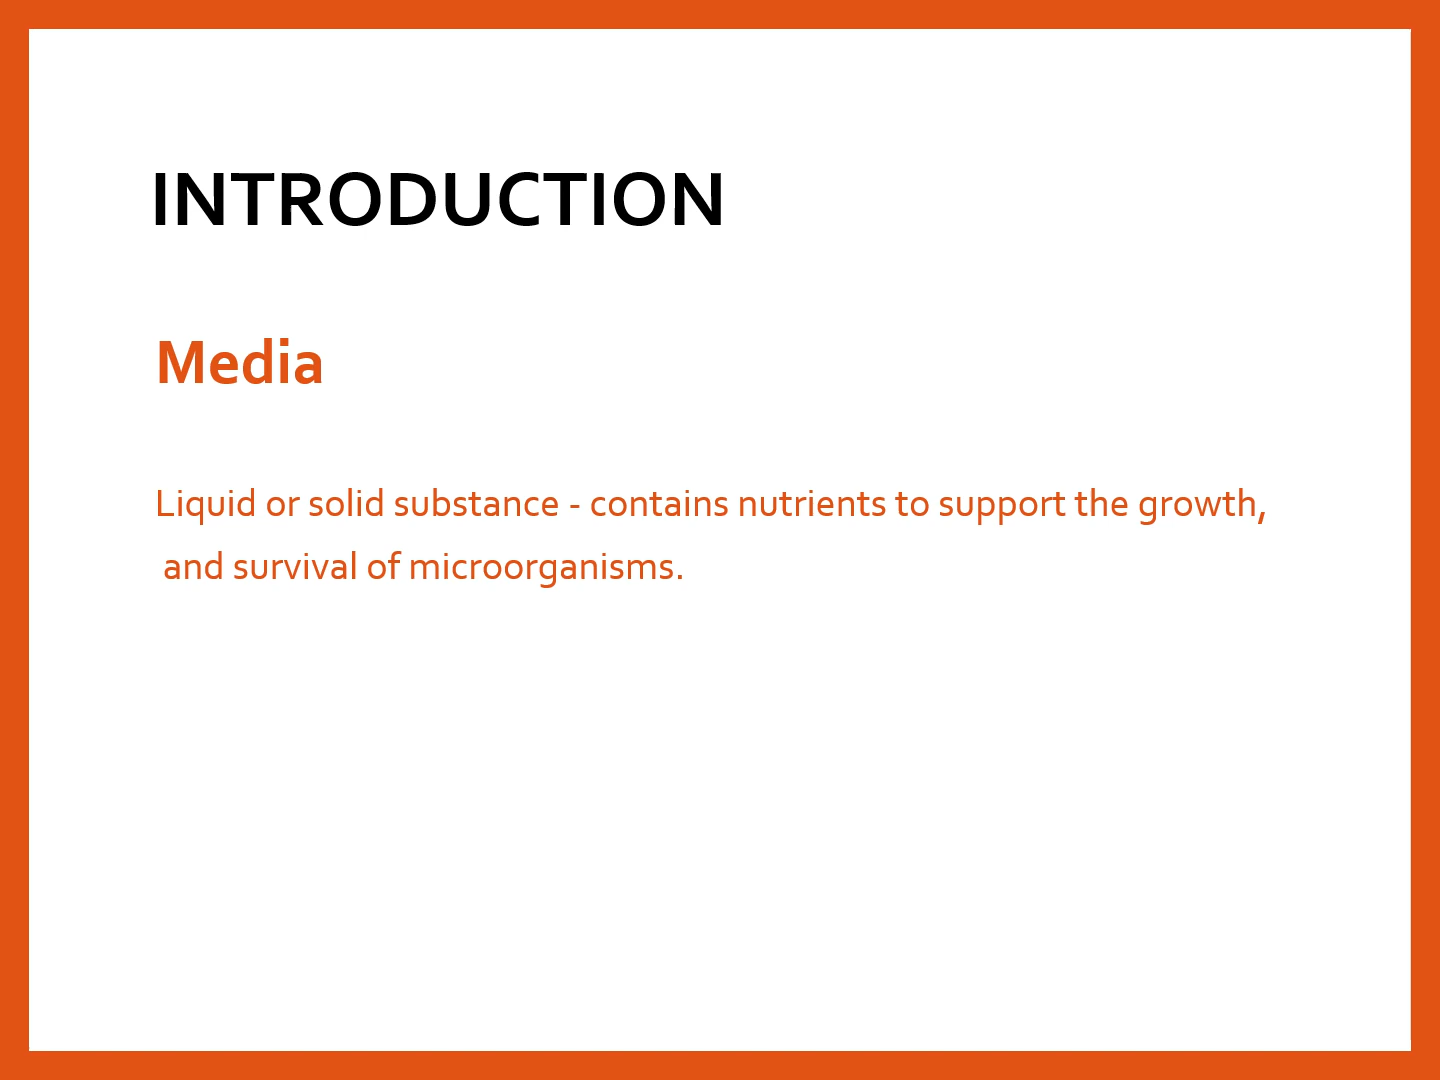 INTRODUCTION
Media
Liquid or solid substance - contains nutrients to support the growth,
and survival of microorganisms.